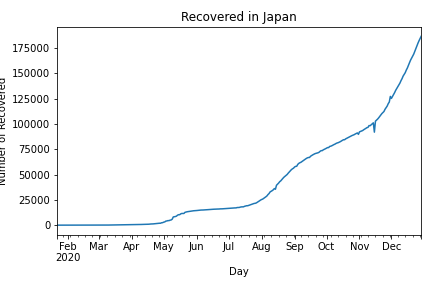 Recovered in Japan
Number of Recovered
175000
150000
125000
100000
75000
50000
25000
0
Feb Mar Apr May Jun Jul Aug Sep Oct Nov Dec
2020
Day